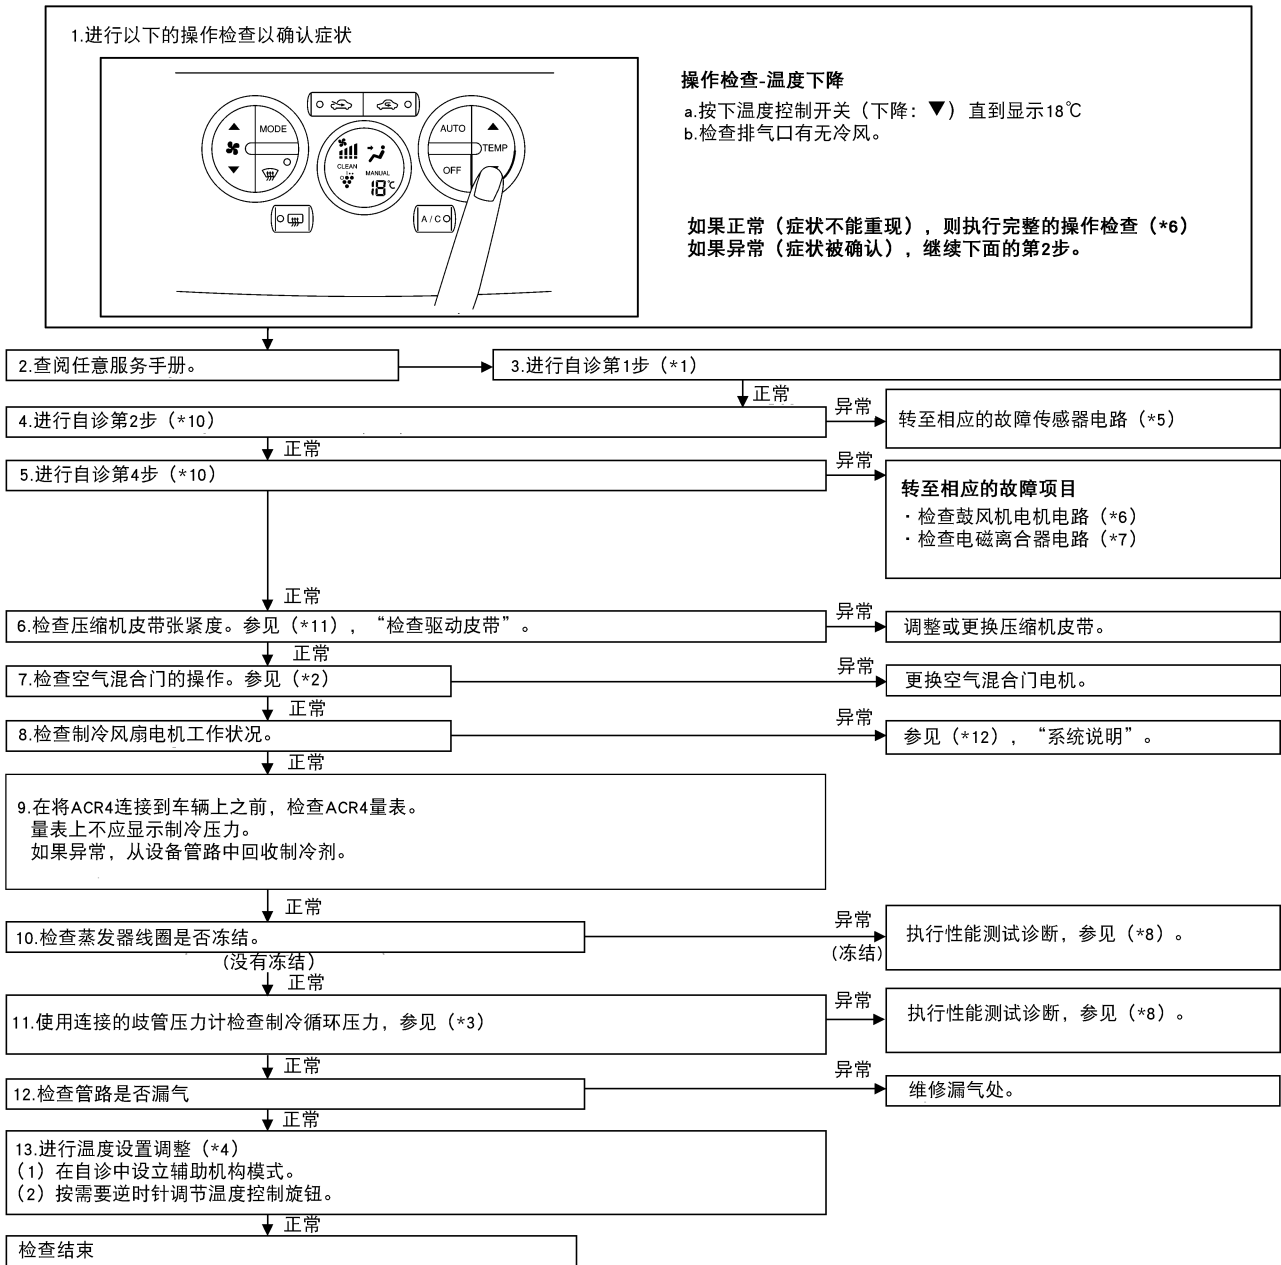 1.进行以下的操作检查以确认症状
MODE
CLEAN
MANUAL
18℃
AUTO
TEMP
OFF
A/C
操作检查-温度下降
a.按下温度控制开关（下降：▼）直到显示18℃
b.检查排气口有无冷风。
如果正常（症状不能重现），则执行完整的操作检查（*6）
如果异常（症状被确认），继续下面的第2步。
2.查阅任意服务手册。
3.进行自诊第1步（*1）
正常
4.进行自诊第2步（*10）
异常
转至相应的故障传感器电路（*5）
正常
5.进行自诊第4步（*10）
异常
转至相应的故障项目
·检查鼓风机电机电路（*6）
·检查电磁离合器电路（*7）
正常
6.检查压缩机皮带张紧度。参见（*11），“检查驱动皮带”。
异常
调整或更换压缩机皮带。
正常
7.检查空气混合门的操作。参见（*2）
异常
更换空气混合门电机。
正常
8.检查制冷风扇电机工作状况。
异常
参见（*12），“系统说明”。
正常
9.在将ACR4连接到车辆上之前，检查ACR4量表。
量表上不应显示制冷压力。
如果异常，从设备管路中回收制冷剂。
正常
10.检查蒸发器线圈是否冻结。
异常
(冻结)
执行性能测试诊断，参见（*8）。
(没有冻结)
正常
11.使用连接的歧管压力计检查制冷循环压力，参见（*3）
异常
执行性能测试诊断，参见（*8）。
正常
12.检查管路是否漏气
异常
维修漏气处。
正常
13.进行温度设置调整（*4）
（1）在自诊中设立辅助机构模式。
（2）按需要逆时针调节温度控制旋钮。
正常
检查结束